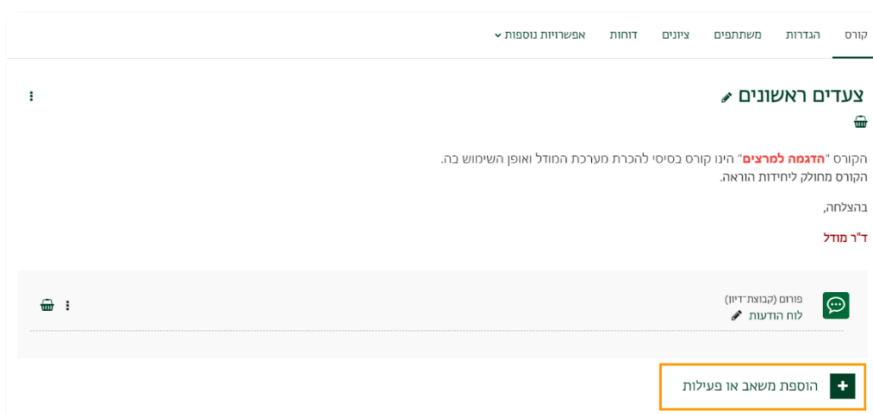 קורס הגדרות משתתפים ציונים דוחות אפשרויות נוספות
צעדים ראשונים
הקורס "הדגמה למרצים" הינו קורס בסיסי להכרת מערכת המודל ואופן השימוש בה.
הקורס מחולק ליחידות הוראה.
בהצלחה,
ד"ר מודל
פורום (קבוצת־דיון)
לוח הודעות
הוספת משאב או פעילות